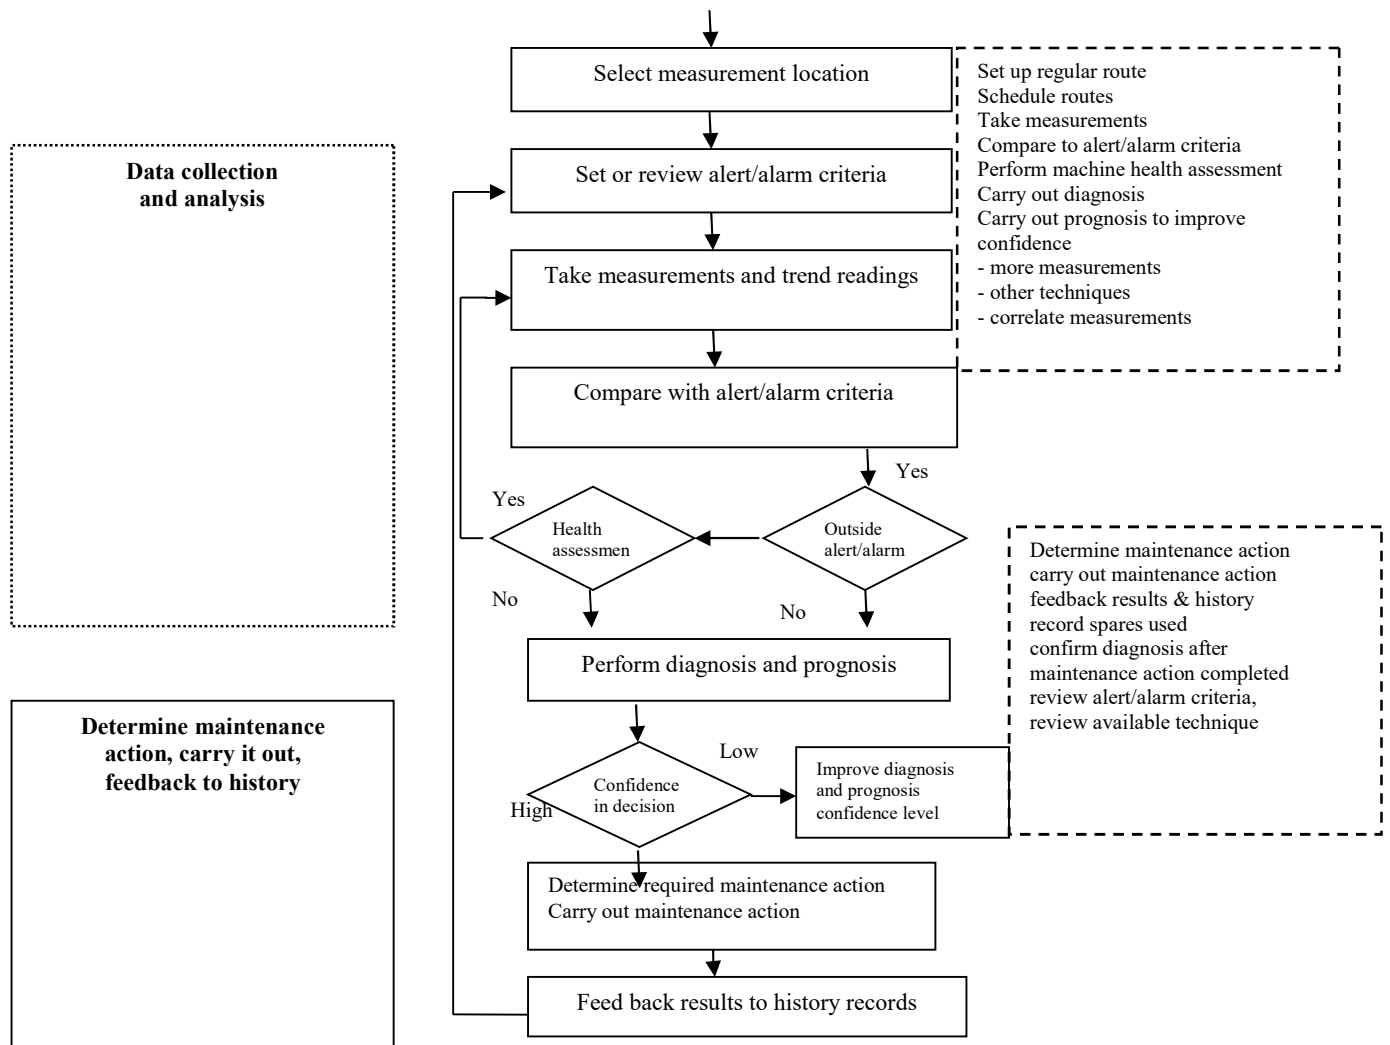 Select measurement location
Set up regular route
Schedule routes
Take measurements
Compare to alert/alarm criteria
Perform machine health assessment
Carry out diagnosis
Carry out prognosis to improve
confidence
- more measurements
- other techniques
- correlate measurements
Data collection
and analysis
Set or review alert/alarm criteria
Take measurements and trend readings
Compare with alert/alarm criteria
Yes
Yes
Health
assessmen
Outside
alert/alarm
No
No
Determine maintenance action
carry out maintenance action
feedback results & history
record spares used
confirm diagnosis after
maintenance action completed
review alert/alarm criteria,
review available technique
Perform diagnosis and prognosis
Determine maintenance
action, carry it out,
feedback to history
Low
High
Confidence
in decision
Improve diagnosis
and prognosis
confidence level
Determine required maintenance action
Carry out maintenance action
Feed back results to history records